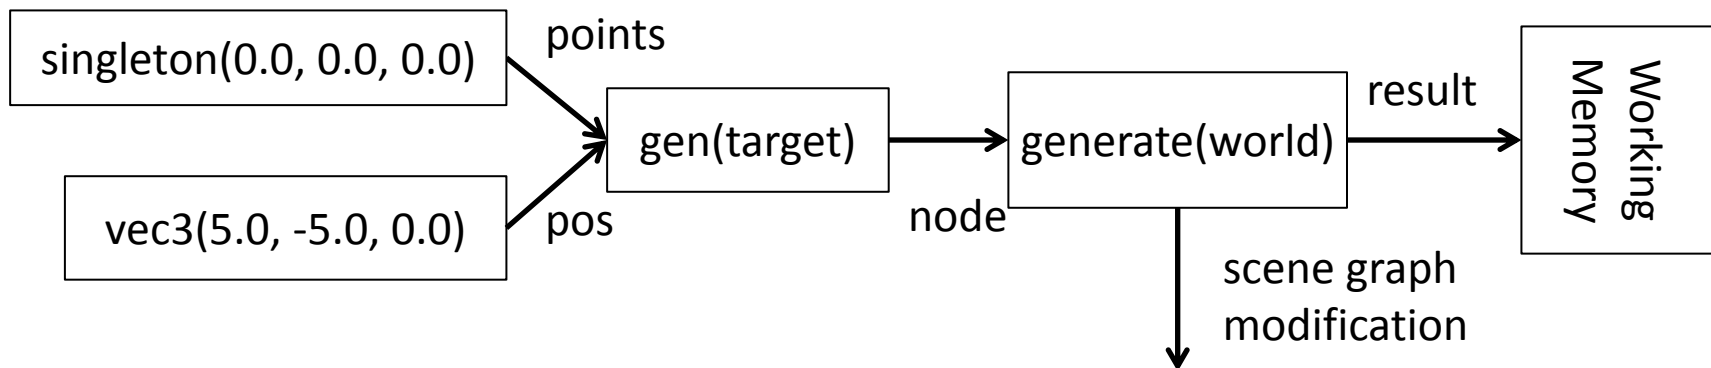 singleton(0.0, 0.0, 0.0)
points
vec3(5.0, -5.0, 0.0)
pos
gen(target)
node
generate(world)
result
scene graph
modification
Working
Memory